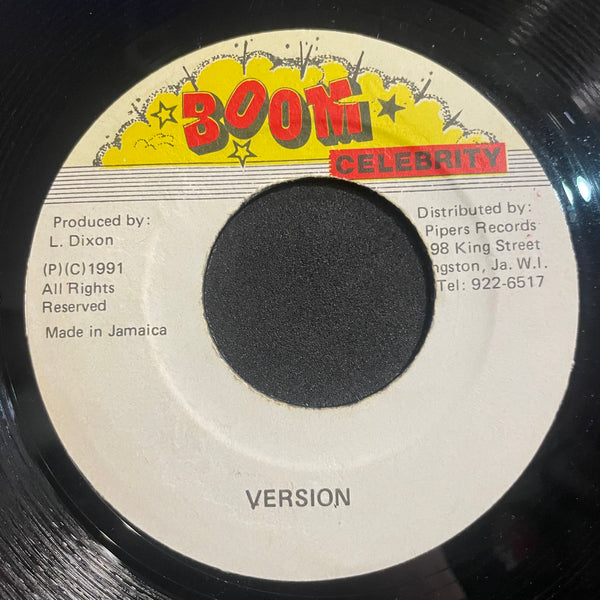 BOOM
CELEBRITY
Produced by:
L. Dixon
(P)(C)1991
All Rights
Reserved
Made in Jamaica
Distributed by:
Pipers Records
98 King Street
ngston, Ja. W.I.
Tel: 922-6517
VERSION